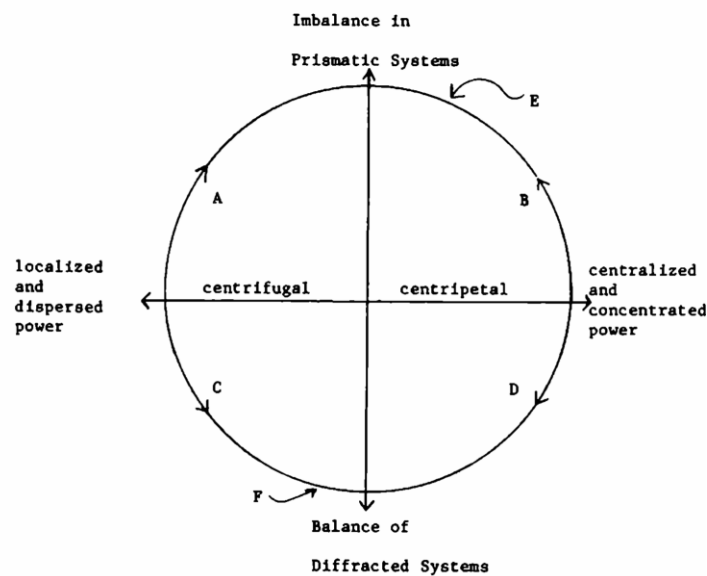 Imbalance in
Prismatic Systems
E
A
B
localized
and
dispersed
power
centrifugal
centripetal
centralized
and
concentrated
power
C
D
F
Balance of
Diffracted Systems